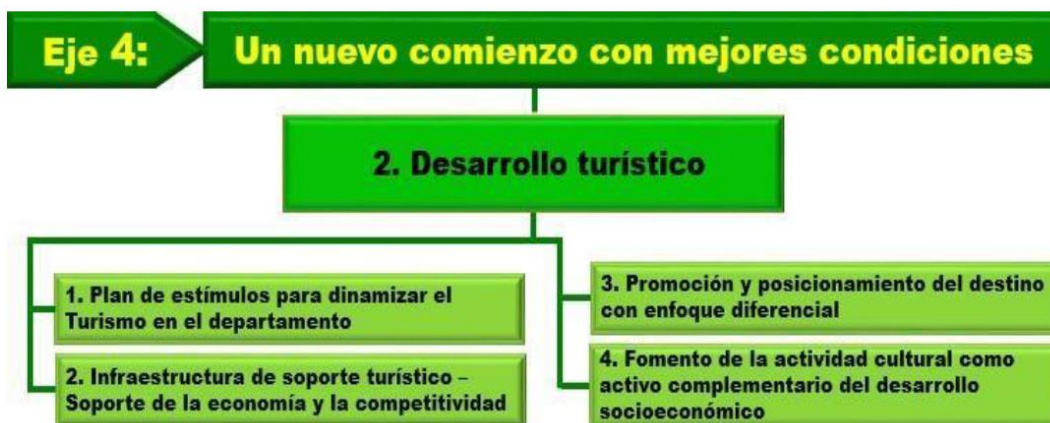 Eje 4:
Un nuevo comienzo con mejores condiciones
2. Desarrollo turístico
1. Plan de estímulos para dinamizar el
Turismo en el departamento
2. Infraestructura de soporte turístico –
Soporte de la economía y la competitividad
3. Promoción y posicionamiento del destino
con enfoque diferencial
4. Fomento de la actividad cultural como
activo complementario del desarrollo
socioeconómico